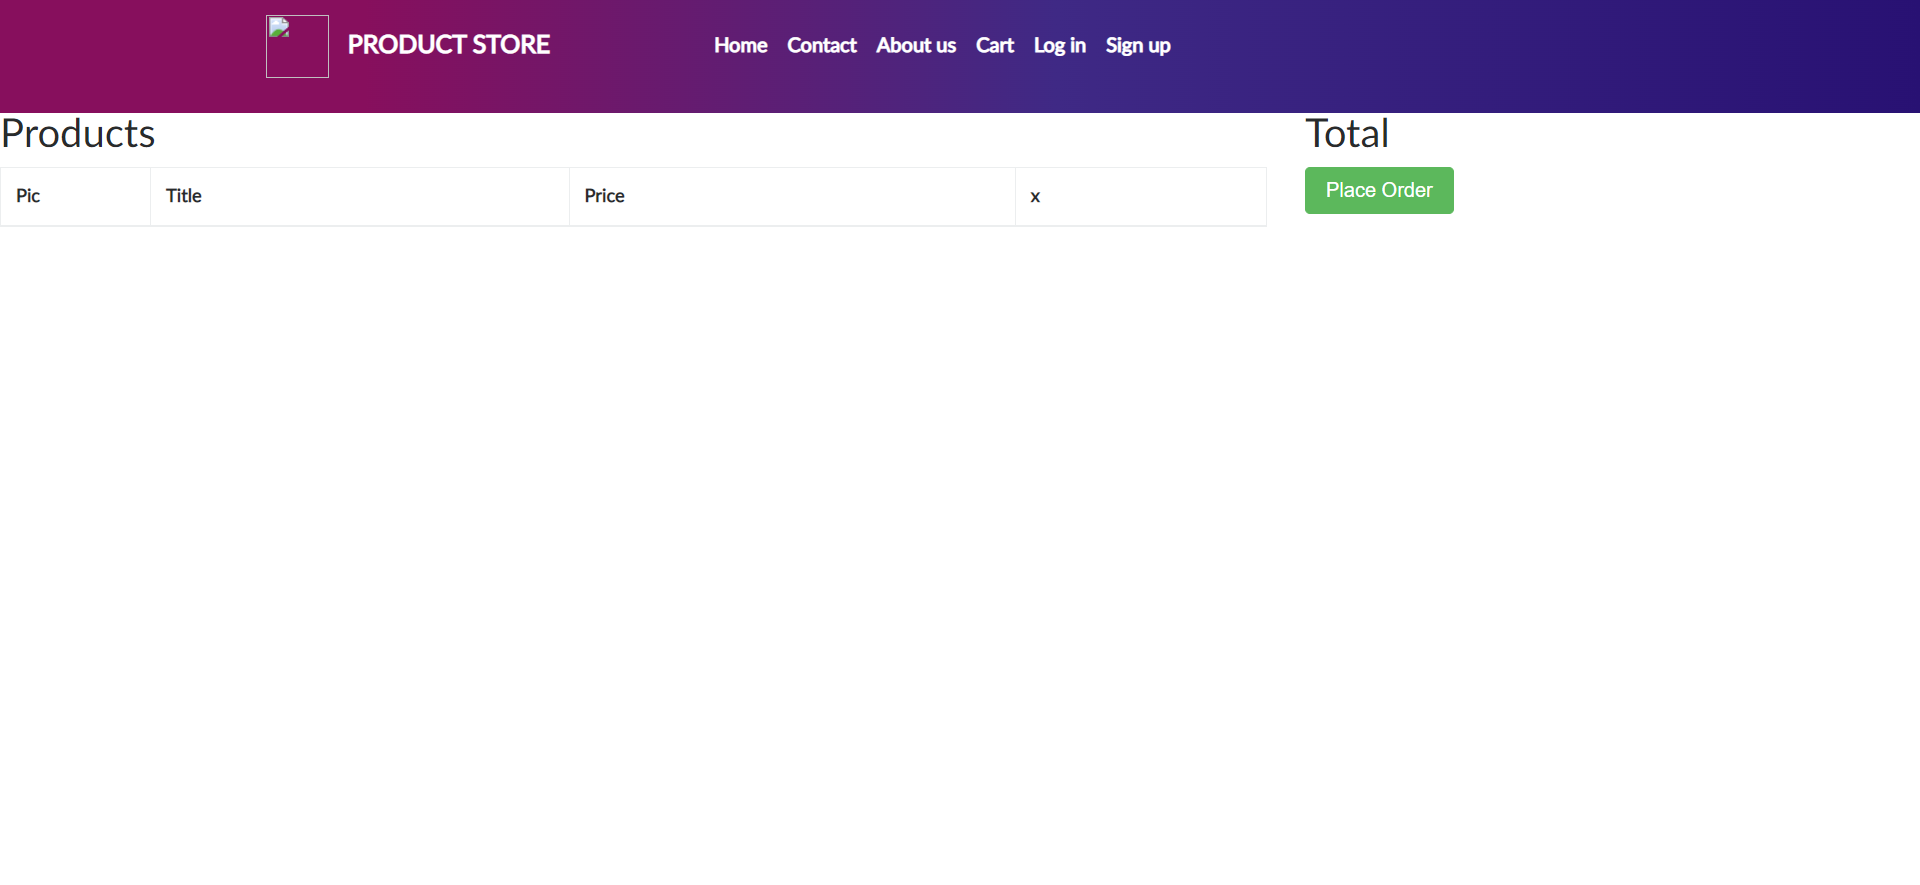 PRODUCT STORE
Home Contact About us Cart Log in Sign up
Products
Total
Pic Title Price x
Place Order